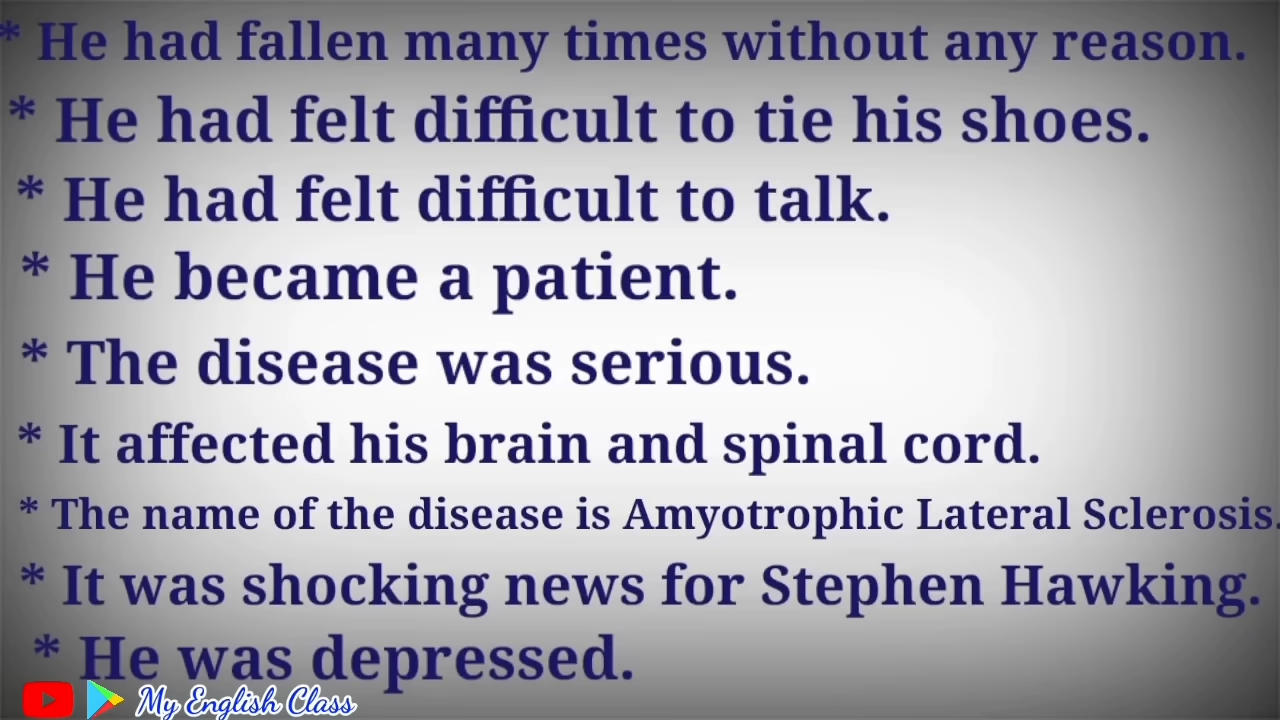 * He had fallen many times without any reason.
* He had felt difficult to tie his shoes.
* He had felt difficult to talk.
* He became a patient.
* The disease was serious.
* It affected his brain and spinal cord.
* The name of the disease is Amyotrophic Lateral Sclerosis.
* It was shocking news for Stephen Hawking.
* He was depressed.
My English Class